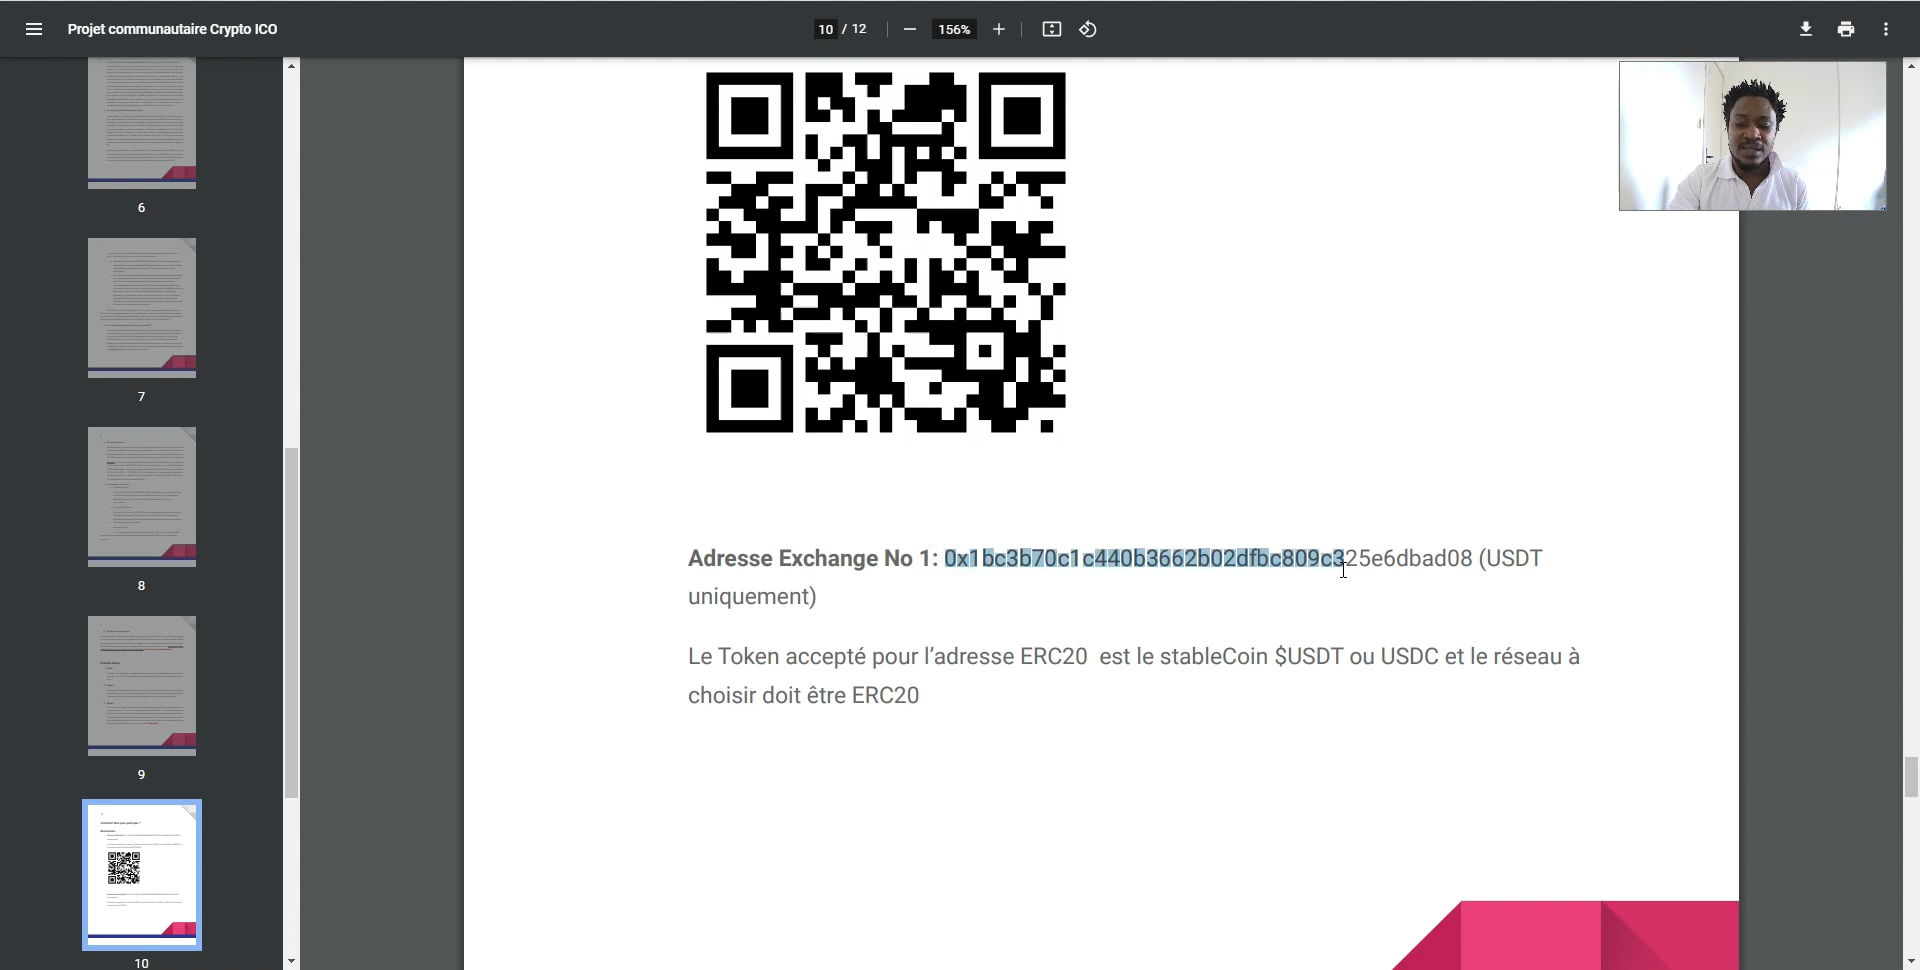 Projet communautaire Crypto ICO
10 / 12
156%
6
7
8
9
10
Adresse Exchange No 1: 0x1bc3b70c1c440b3662b02dfbc809c325e6dbad08 (USDT
uniquement)
Le Token accepté pour l’adresse ERC20 est le stableCoin $USDT ou USDC et le réseau à
choisir doit être ERC20